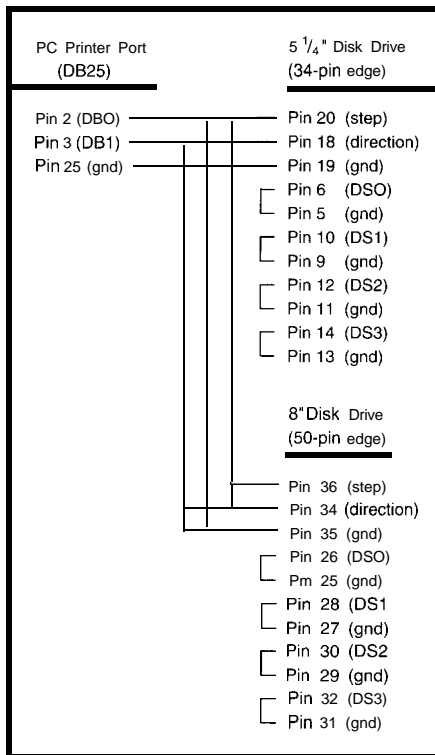 PC Printer Port
(DB25)
5 1/4" Disk Drive
(34-pin edge)
Pin 2 (DBO)
Pin 3 (DB1)
Pin 25 (gnd)
Pin 20 (step)
Pin 18 (direction)
Pin 19 (gnd)
Pin 6 (DSO)
Pin 5 (gnd)
Pin 10 (DS1)
Pin 9 (gnd)
Pin 12 (DS2)
Pin 11 (gnd)
Pin 14 (DS3)
Pin 13 (gnd)
8" Disk Drive
(50-pin edge)
Pin 36 (step)
Pin 34 (direction)
Pin 35 (gnd)
Pin 26 (DSO)
Pm 25 (gnd)
Pin 28 (DS1
Pin 27 (gnd)
Pin 30 (DS2
Pin 29 (gnd)
Pin 32 (DS3)
Pin 31 (gnd)